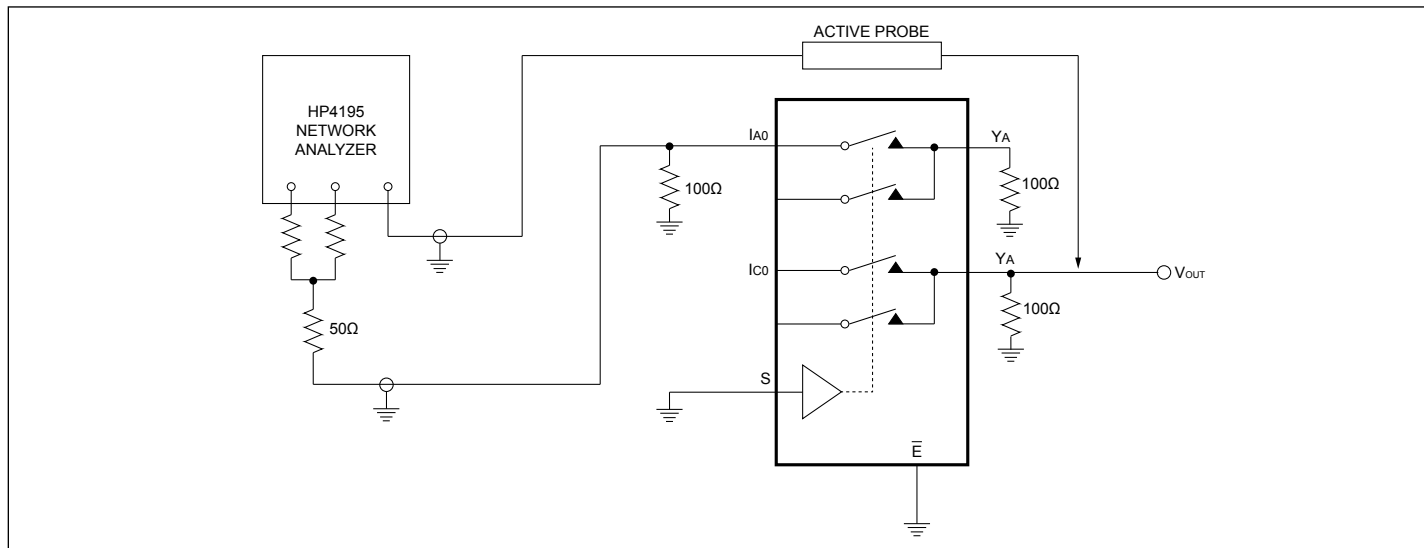 ACTIVE PROBE
HP4195
NETWORK
ANALYZER
IA0
YA
100Ω
100Ω
IC0
YA
VOUT
100Ω
50Ω
S
E̅